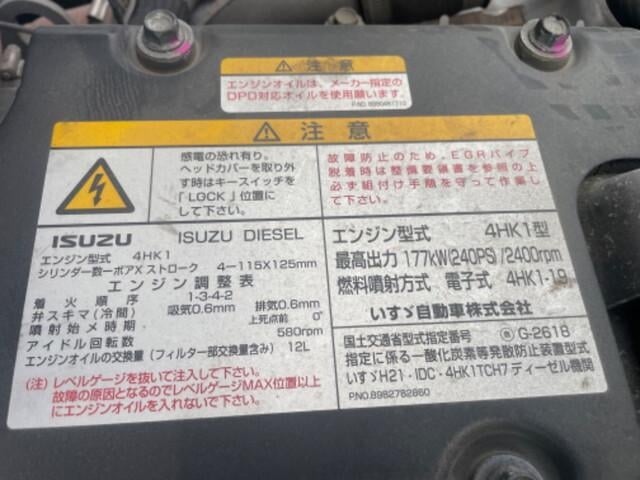 注意
エンジンオイルは、メーカー指定の
DPD対応オイルを使用願います。
注意
感電の恐れ有り。
ヘッドカバーを取り外
す時はキースイッチを
「LOCK」位置に
して下さい。
故障防止のため、EGRパイプ
脱着時は整備要領書を参照の上
必ず組付け手順を守って作業し
て下さい。
ISUZU ISUZU DIESEL
エンジン型式 4HK1
シリンダー数ーボアXストローク 4ー115X125mm
エンジン調整表
着火順序 1-3-4-2
弁スキマ(冷間) 吸気0.6mm 排気0.6mm
噴射始メ時期 上死点前 0°
アイドル回転数 580rpm
エンジンオイルの交換量(フィルター部交換量含み) 12L
(注)レベルゲージを抜いて注入して下さい。
故障の原因となるのでレベルゲージMAX位置以上
にエンジンオイルを入れないで下さい。
エンジン型式 4HK1型
最高出力 177kW(240PS)/2400rpm
燃料噴射方式 電子式 4HK1-19
いすゞ自動車株式会社
国土交通省型式指定番号 G-2618
指定に係る一酸化炭素等発散防止装置型式
いすゞH21・IDC・4HK1TCH7 ディーゼル機関
PNO.8982782860